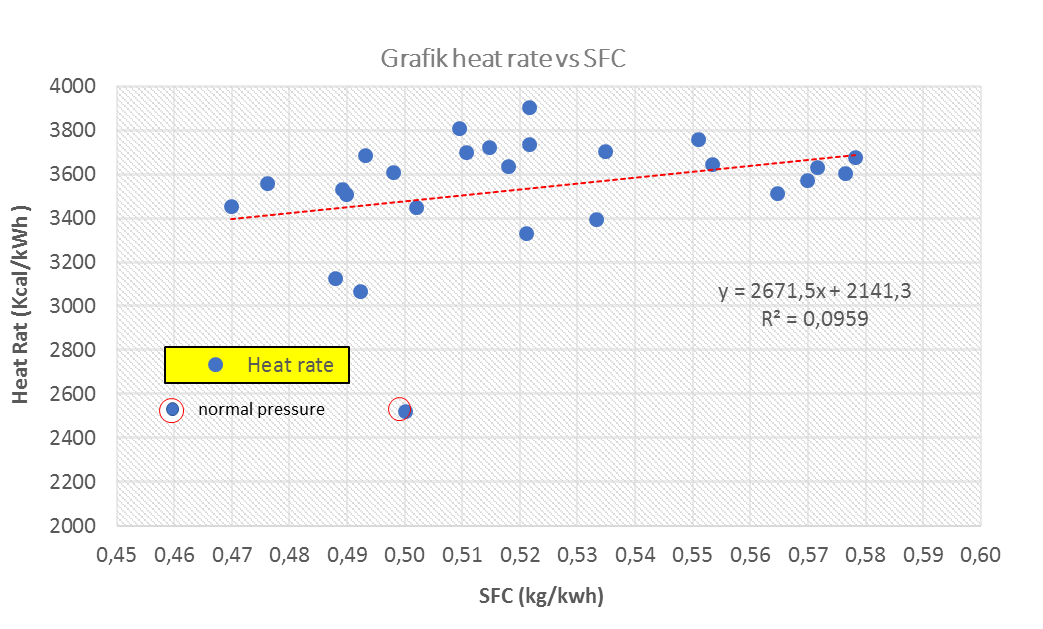 Grafik heat rate vs SFC
4000
3800
3600
3400
3200
3000
2800
2600
2400
2200
2000
Heat Rat (Kcal/kWh )
y = 2671,5x + 2141,3
R² = 0,0959
Heat rate
normal pressure
0,45 0,46 0,47 0,48 0,49 0,50 0,51 0,52 0,53 0,54 0,55 0,56 0,57 0,58 0,59 0,60
SFC (kg/kwh)